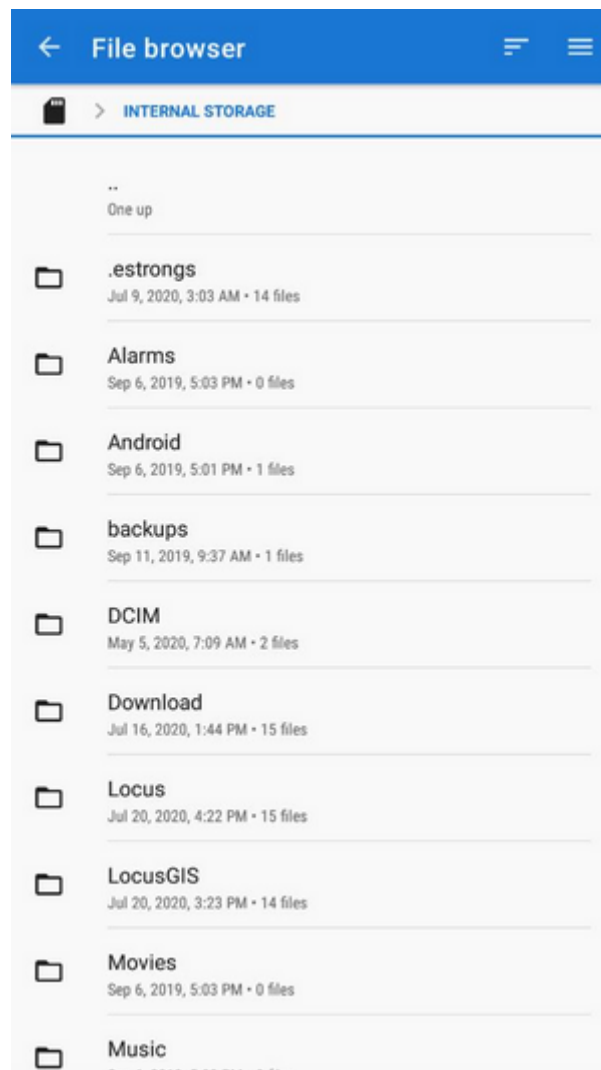 File browser
INTERNAL STORAGE
..
One up
.estrongs
Jul 9, 2020, 3:03 AM • 14 files
Alarms
Sep 6, 2019, 5:03 PM • 0 files
Android
Sep 6, 2019, 5:01 PM • 1 files
backups
Sep 11, 2019, 9:37 AM • 1 files
DCIM
May 5, 2020, 7:09 AM • 2 files
Download
Jul 16, 2020, 1:44 PM • 15 files
Locus
Jul 20, 2020, 4:22 PM • 15 files
LocusGIS
Jul 20, 2020, 3:23 PM • 14 files
Movies
Sep 6, 2019, 5:03 PM • 0 files
Music